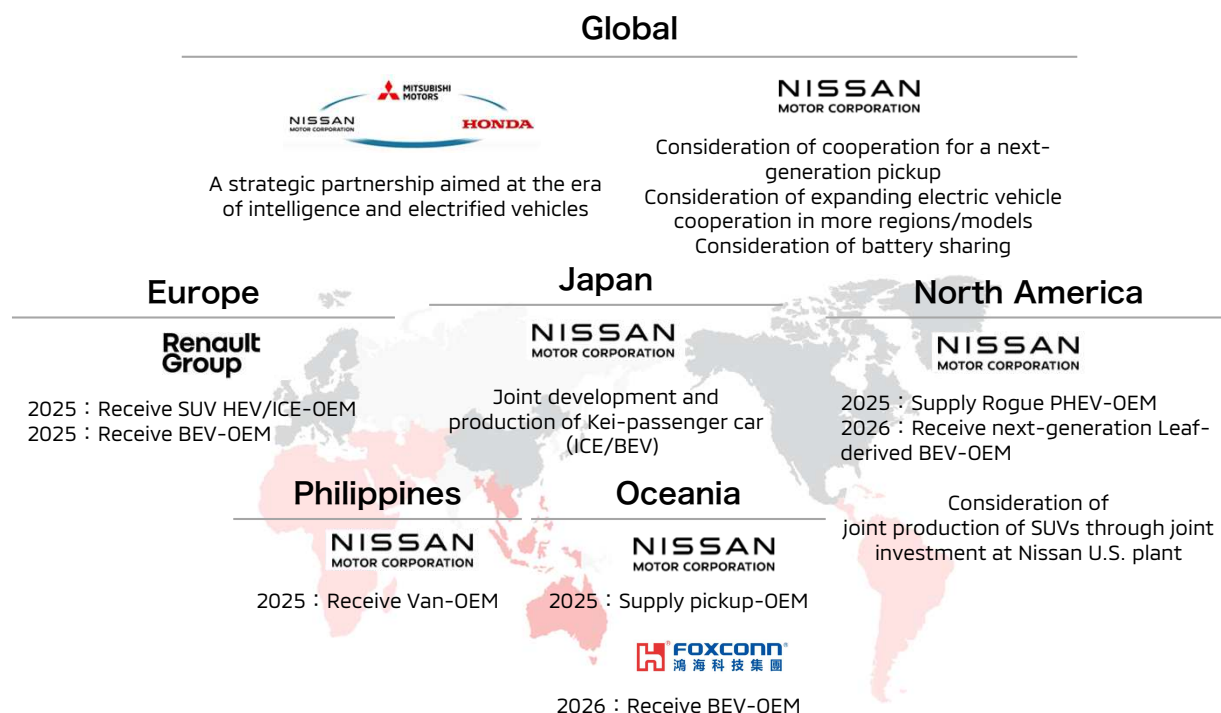 Global
MITSUBISHI
MOTORS
NISSAN
MOTOR CORPORATION
HONDA
A strategic partnership aimed at the era
of intelligence and electrified vehicles
NISSAN
MOTOR CORPORATION
Consideration of cooperation for a next-
generation pickup
Consideration of expanding electric vehicle
cooperation in more regions/models
Consideration of battery sharing
Europe
Renault
Group
2025：Receive SUV HEV/ICE-OEM
2025：Receive BEV-OEM
Japan
NISSAN
MOTOR CORPORATION
Joint development and
production of Kei-passenger car
(ICE/BEV)
North America
NISSAN
MOTOR CORPORATION
2025：Supply Rogue PHEV-OEM
2026：Receive next-generation Leaf-
derived BEV-OEM
Consideration of
joint production of SUVs through joint
investment at Nissan U.S. plant
Philippines
NISSAN
MOTOR CORPORATION
2025：Receive Van-OEM
Oceania
NISSAN
MOTOR CORPORATION
2025：Supply pickup-OEM
FOXCONN®
鴻海科技集團
2026：Receive BEV-OEM